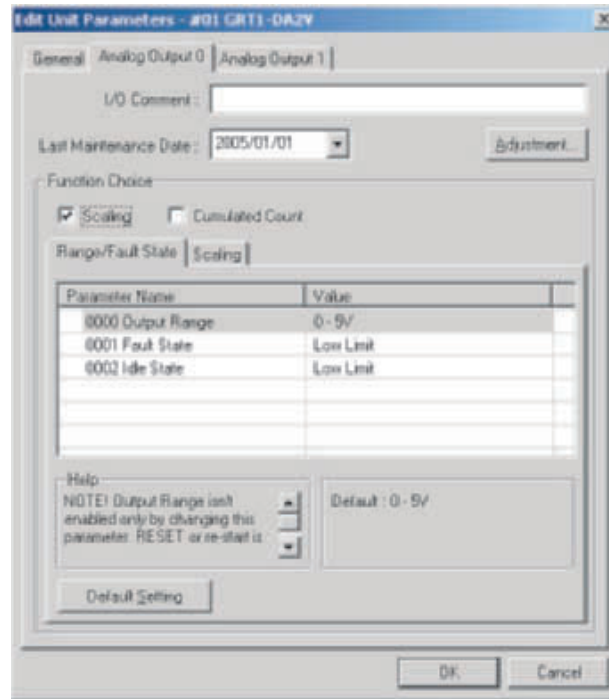 Edit Unit Parameters - #01 GRT1-DA2V
General Analog Output 0 Analog Output 1
I/O Comment :
Last Maintenance Date : 2005/01/01 Adjustment...
Function Choice
Scaling Cumulated Count
Range/Fault State Scaling
Parameter Name Value
0000 Output Range 0 - 5V
0001 Fault State Low Limit
0002 Idle State Low Limit
Help
NOTE! Output Range isn't
enabled only by changing this
parameter. RESET or re-start is
Default : 0 - 5V
Default Setting
OK Cancel